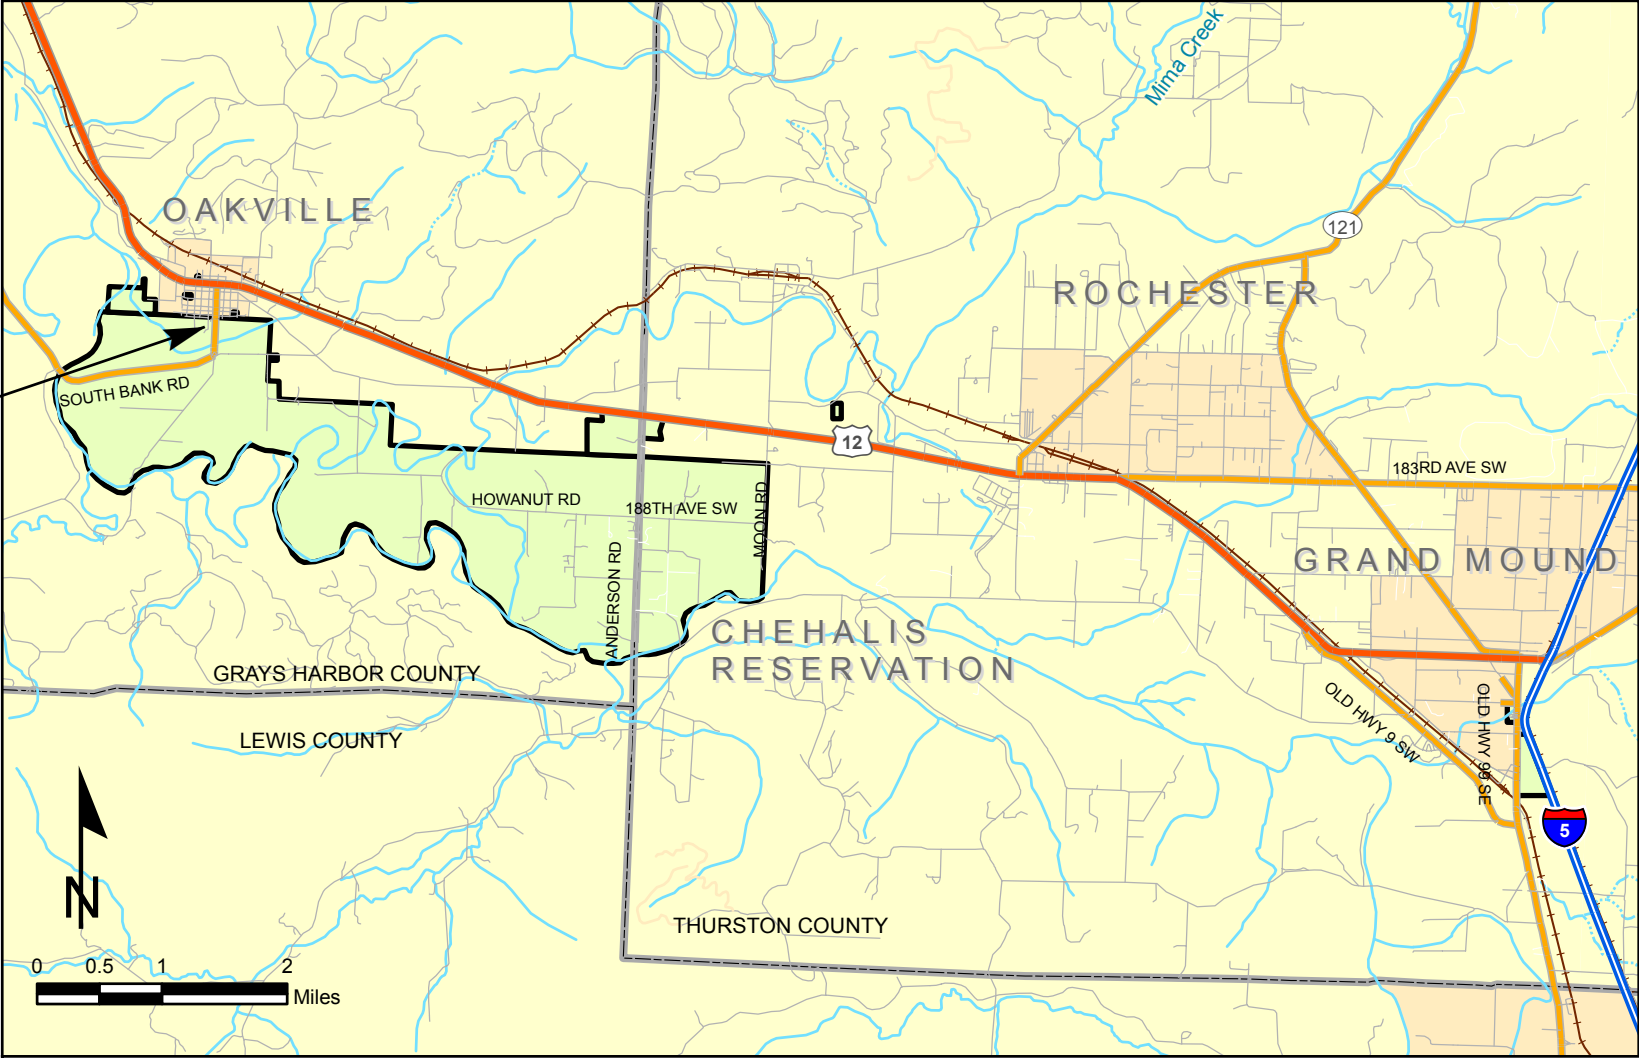 Mima Creek
OAKVILLE
121
ROCHESTER
SOUTH BANK RD
12
183RD AVE SW
HOWANUT RD
188TH AVE SW
MOON RD
ANDERSON RD
GRAND MOUND
CHEHALIS
RESERVATION
GRAYS HARBOR COUNTY
LEWIS COUNTY
OLD HWY 9 SW
OLD HWY 99 SE
5
N
THURSTON COUNTY
0 0.5 1 2
Miles